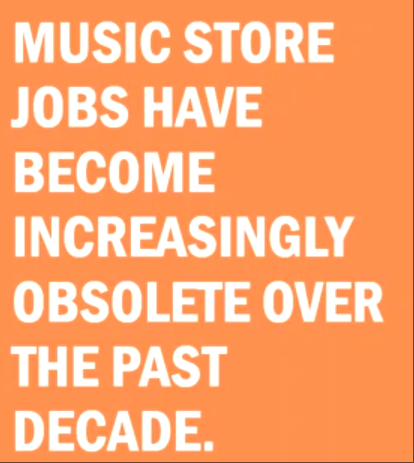 MUSIC STORE
JOBS HAVE
BECOME
INCREASINGLY
OBSOLETE OVER
THE PAST
DECADE.